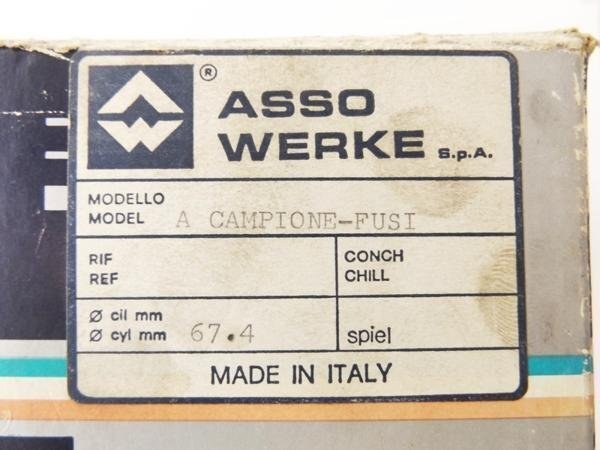 ®
ASSO
WERKE S.p.A.
MODELLO
MODEL A CAMPIONE-FUSI
RIF
REF
CONCH
CHILL
ø cil mm
ø cyl mm 67.4
spiel
MADE IN ITALY